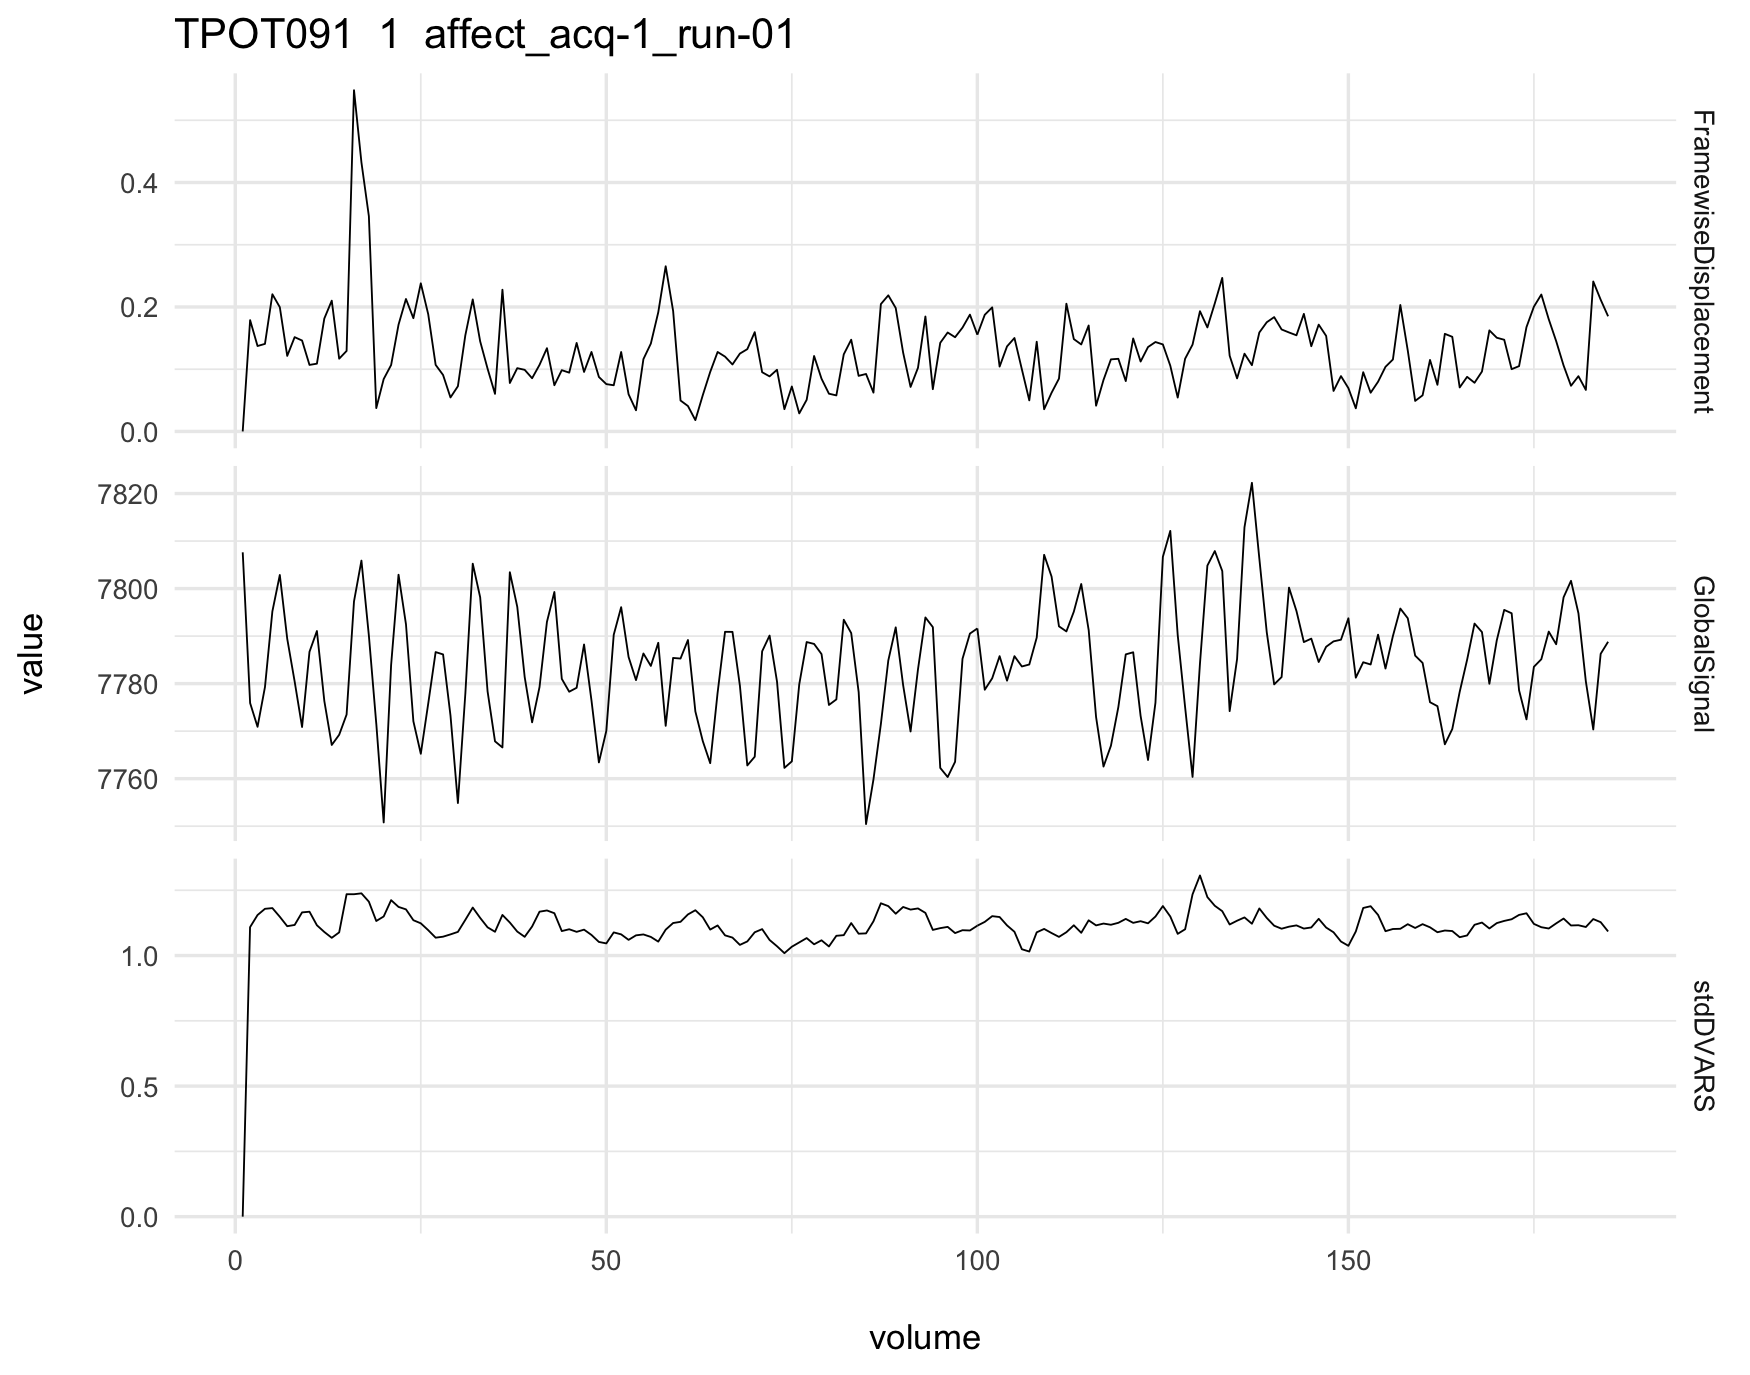 TPOT091 1 affect_acq-1_run-01
0.4
0.2
0.0
FramewiseDisplacement
7820
7800
7780
7760
GlobalSignal
value
1.0
0.5
0.0
stdDVARS
0 50 100 150
volume